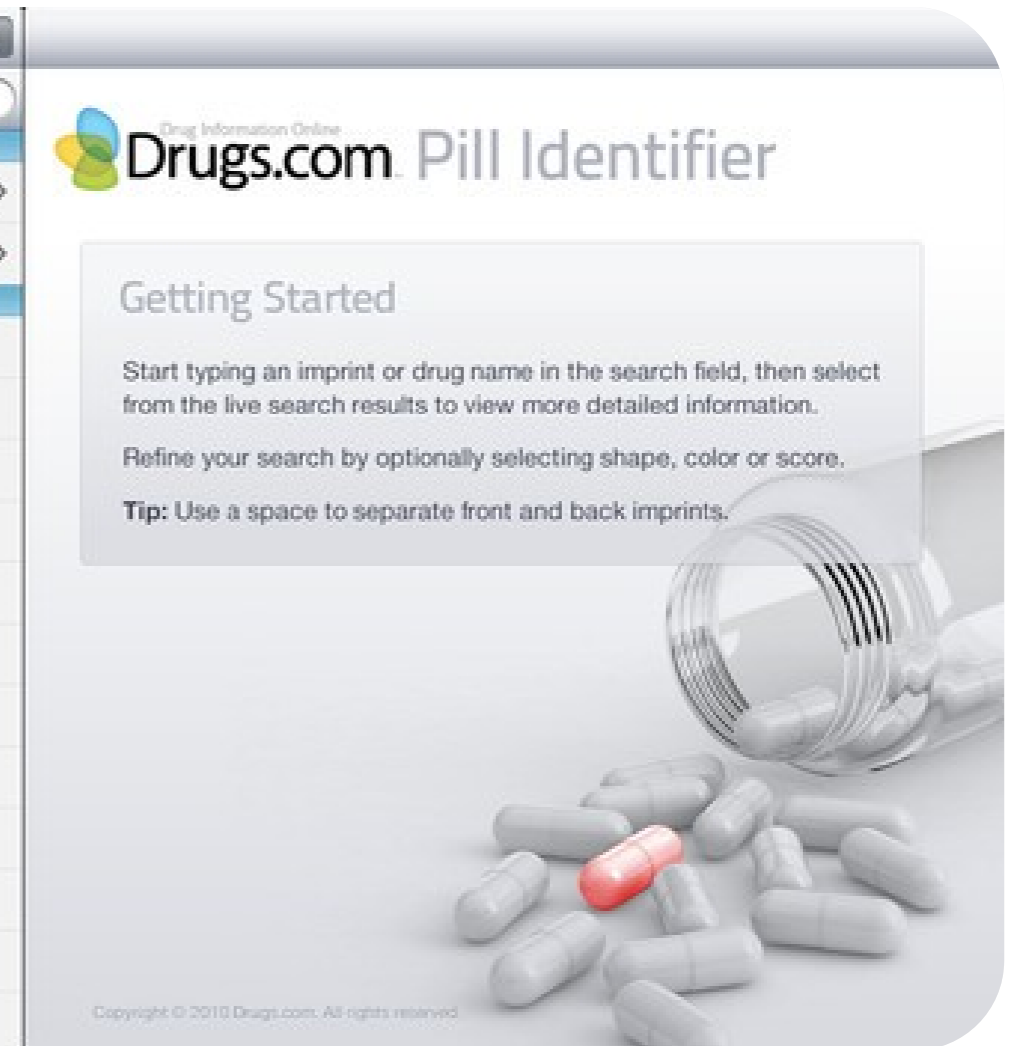 Drug Information Online
Drugs.com Pill Identifier
Getting Started
Start typing an imprint or drug name in the search field, then select
from the live search results to view more detailed information.
Refine your search by optionally selecting shape, color or score.
Tip: Use a space to separate front and back imprints.
Copyright © 2010 Drugs.com. All rights reserved